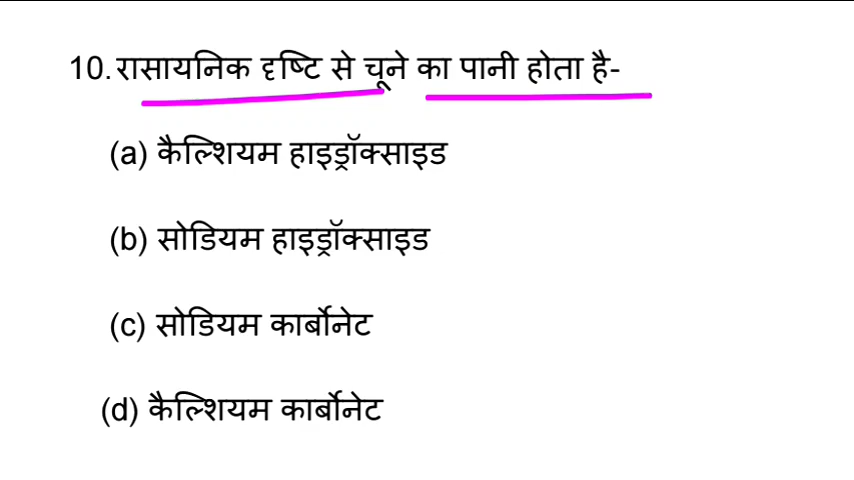 10. रासायनिक दृष्टि से चूने का पानी होता है-
(a) कैल्शियम हाइड्रॉक्साइड
(b) सोडियम हाइड्रॉक्साइड
(c) सोडियम कार्बोनेट
(d) कैल्शियम कार्बोनेट